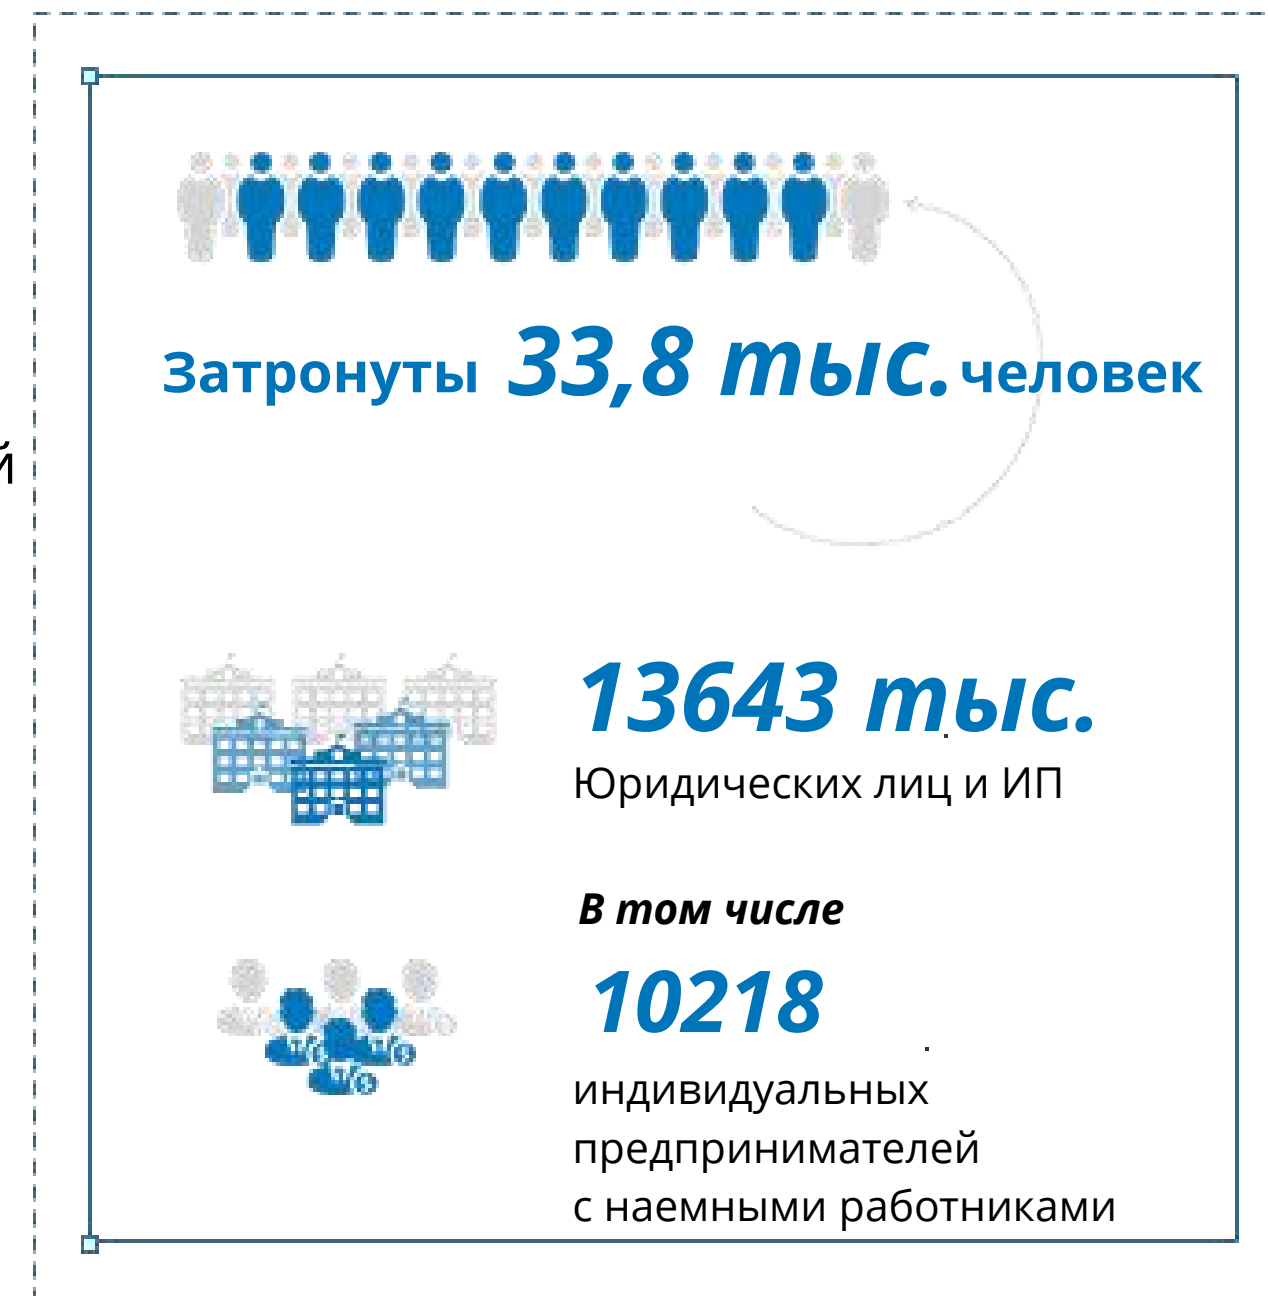 Затронуты 33,8 тыс. человек
й
13643 тыс.
Юридических лиц и ИП
В том числе
10218
индивидуальных
предпринимателей
с наемными работниками